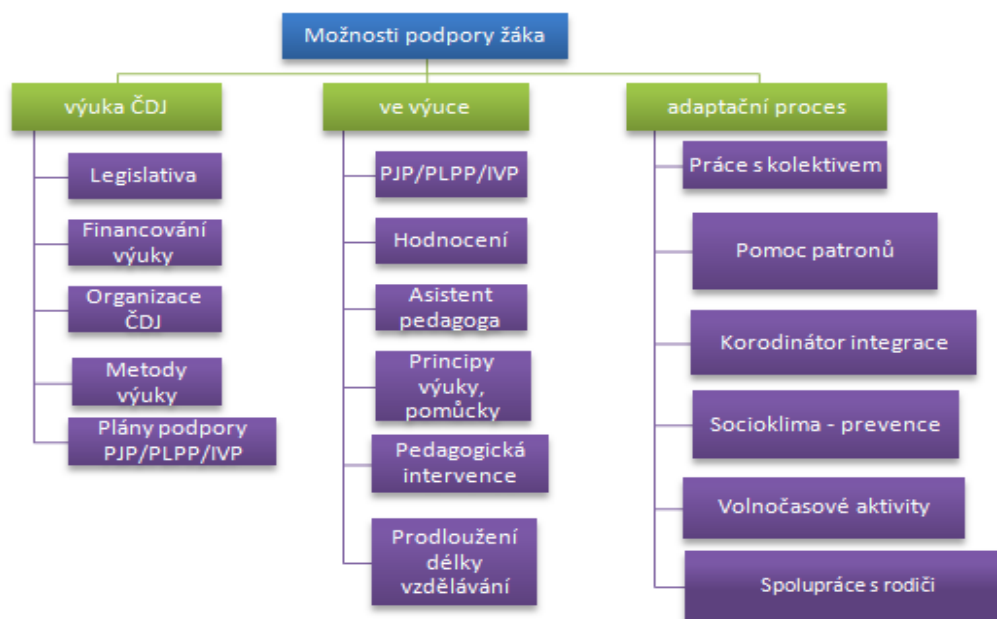 Možnosti podpory žáka
výuka ČDJ
Legislativa
Financování
výuky
Organizace
ČDJ
Metody
výuky
Plány podpory
PJP/PLPP/IVP
ve výuce
PJP/PLPP/IVP
Hodnocení
Asistent
pedagoga
Principy
výuky,
pomůcky
Pedagogická
intervence
Prodloužení
délky
vzdělávání
adaptační proces
Práce s kolektivem
Pomoc patronů
Korodinátor integrace
Socioklima - prevence
Volnočasové aktivity
Spolupráce s rodiči